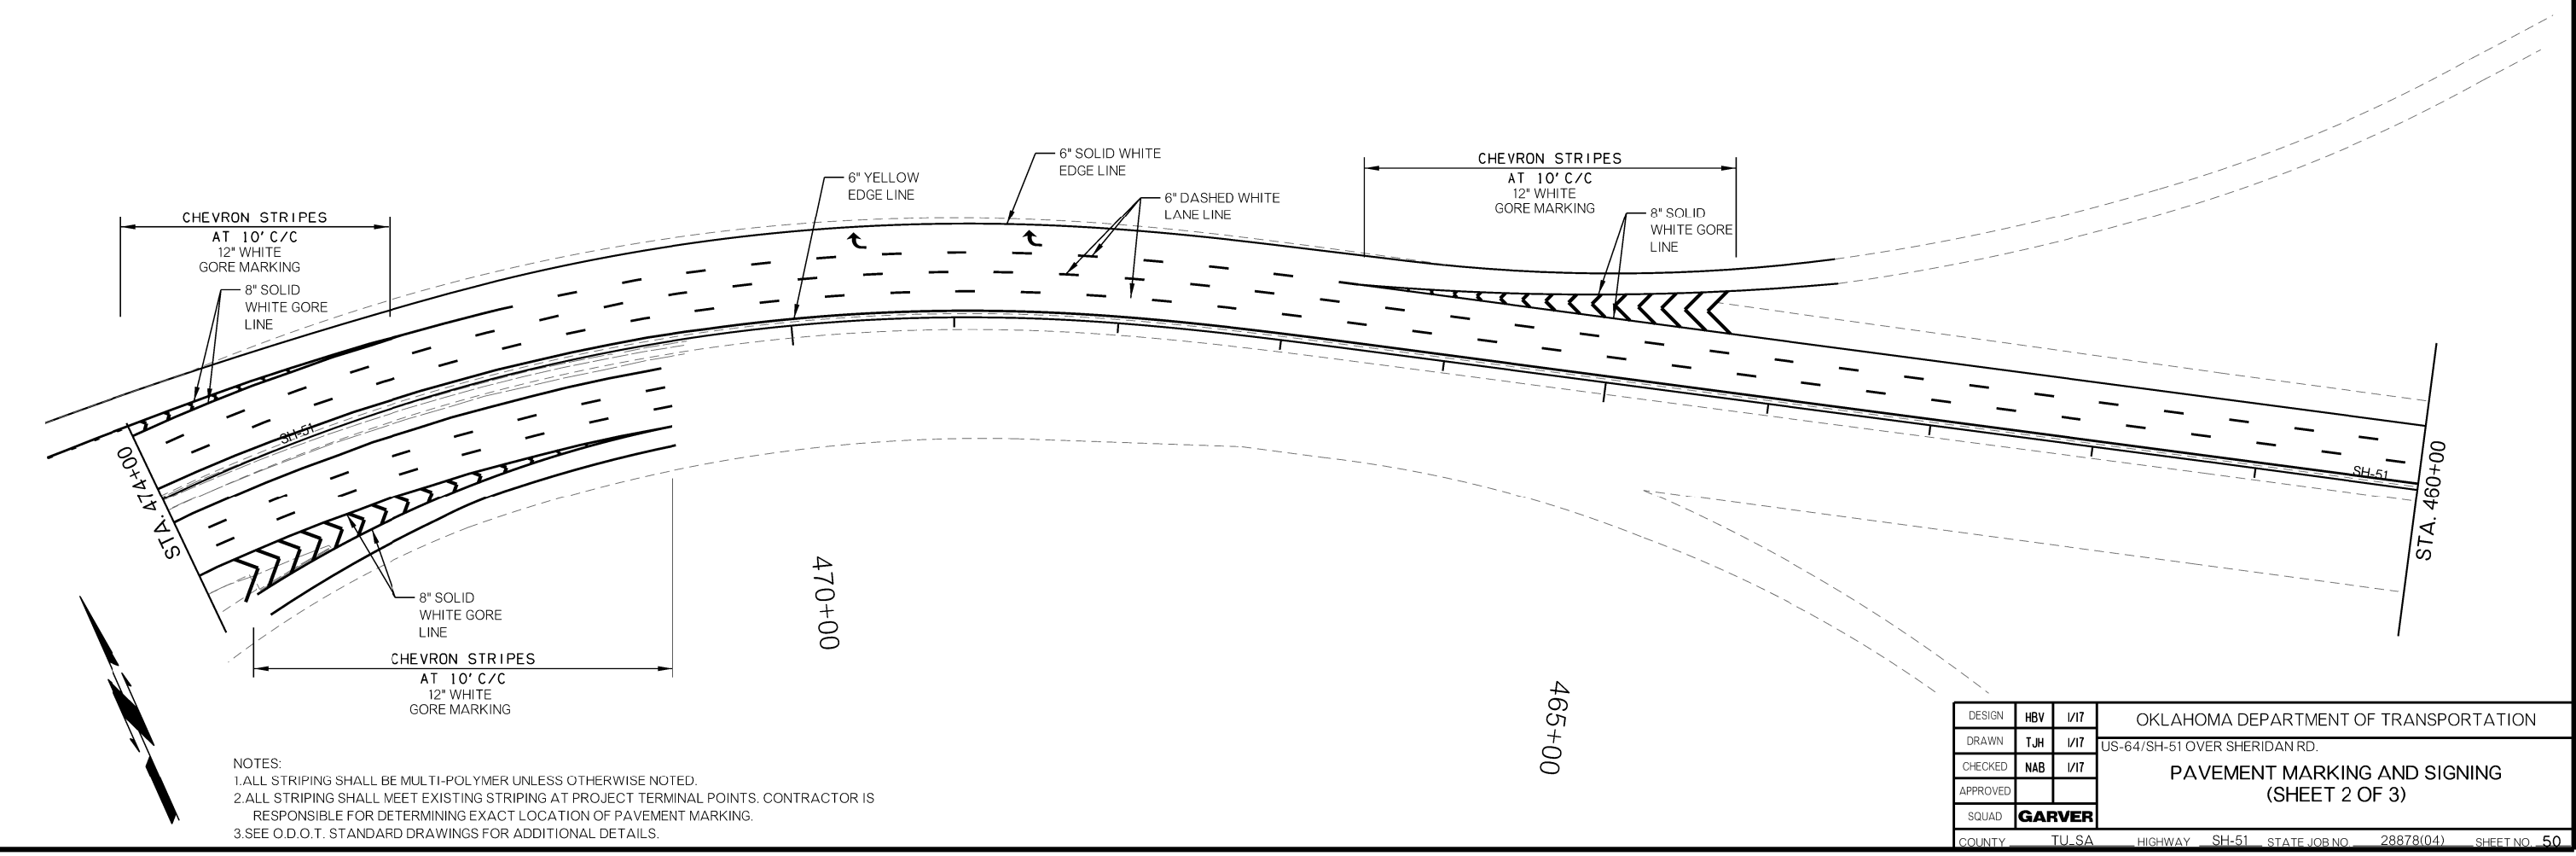 CHEVRON STRIPES
AT 10' C/C
12" WHITE
GORE MARKING
8" SOLID
WHITE GORE
LINE
6" YELLOW
EDGE LINE
6" SOLID WHITE
EDGE LINE
6" DASHED WHITE
LANE LINE
CHEVRON STRIPES
AT 10' C/C
12" WHITE
GORE MARKING
8" SOLID
WHITE GORE
LINE
SH-51
STA. 474+00
SH-51
STA. 460+00
470+00
465+00
8" SOLID
WHITE GORE
LINE
CHEVRON STRIPES
AT 10' C/C
12" WHITE
GORE MARKING
NOTES:
1.ALL STRIPING SHALL BE MULTI-POLYMER UNLESS OTHERWISE NOTED.
2.ALL STRIPING SHALL MEET EXISTING STRIPING AT PROJECT TERMINAL POINTS. CONTRACTOR IS
RESPONSIBLE FOR DETERMINING EXACT LOCATION OF PAVEMENT MARKING.
3.SEE O.D.O.T. STANDARD DRAWINGS FOR ADDITIONAL DETAILS.
DESIGN HBV 1/17
DRAWN TJH 1/17
CHECKED NAB 1/17
APPROVED
SQUAD GARVER
OKLAHOMA DEPARTMENT OF TRANSPORTATION
US-64/SH-51 OVER SHERIDAN RD.
PAVEMENT MARKING AND SIGNING
(SHEET 2 OF 3)
COUNTY TULSA HIGHWAY SH-51 STATE JOB NO. 28878(04) SHEET NO. 50